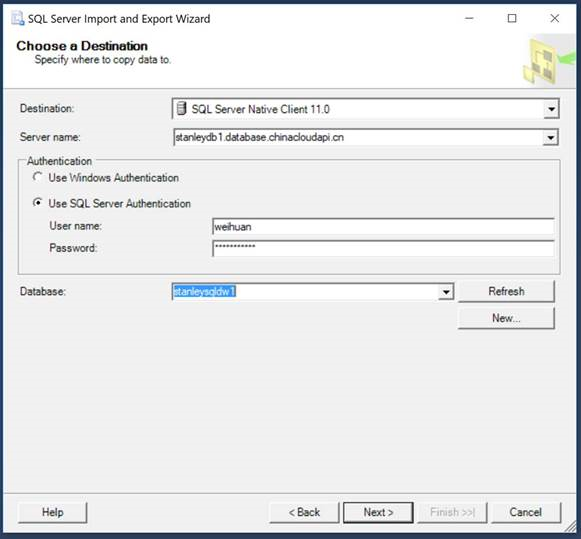 SQL Server Import and Export Wizard
Choose a Destination
Specify where to copy data to.
Destination:
SQL Server Native Client 11.0
Server name:
stanleydb1.database.chinacloudapi.cn
Authentication
Use Windows Authentication
Use SQL Server Authentication
User name:
weihuan
Password:
***********
Database:
stanleysqldw1
Refresh
New...
Help
< Back
Next >
Finish >>|
Cancel